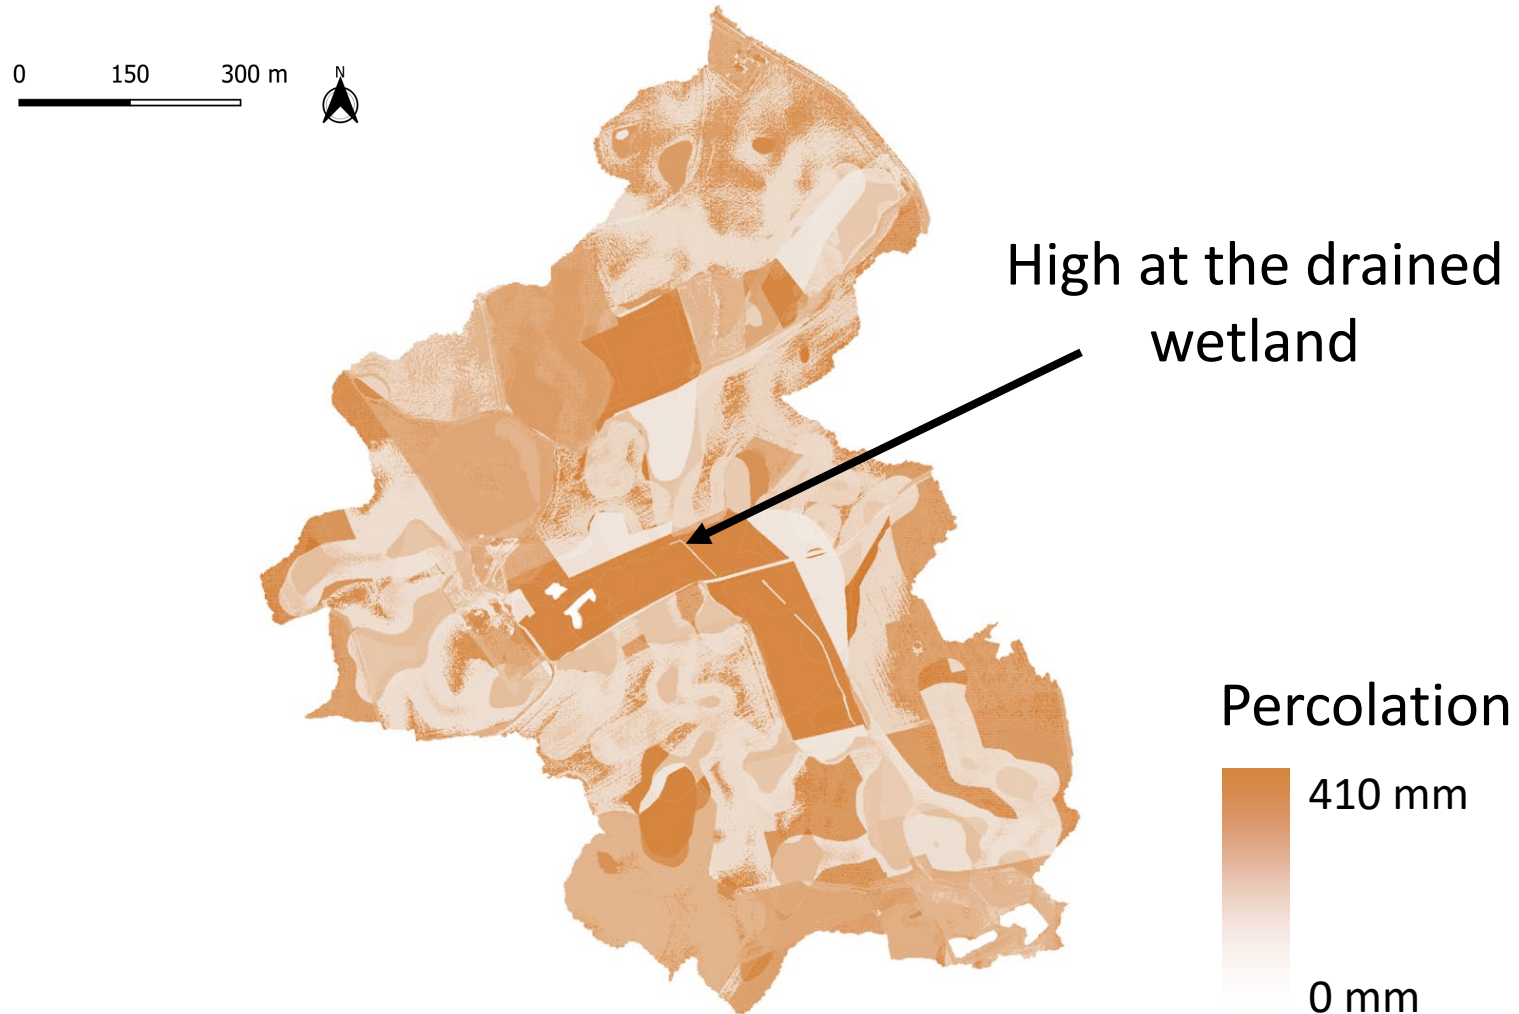 0 150 300 m
N
High at the drained
wetland
Percolation
410 mm
0 mm